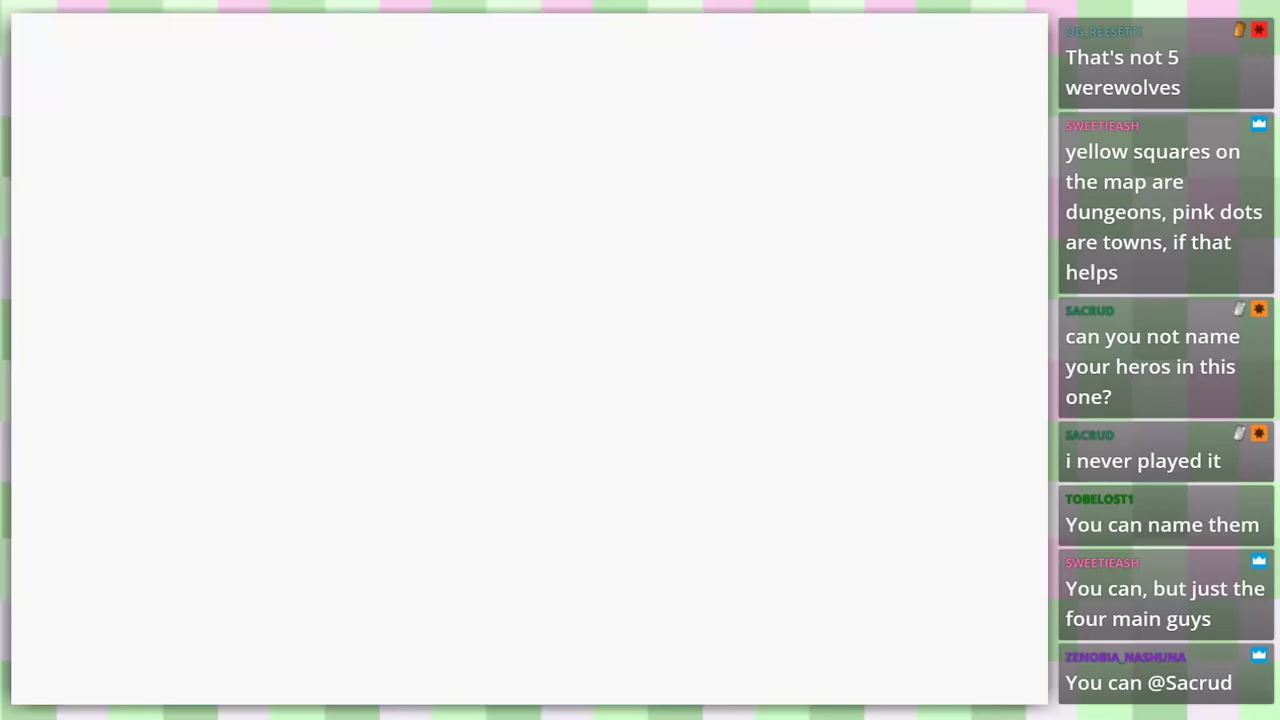 OG_REESETTI
That's not 5
werewolves
SWEETIEASH
yellow squares on
the map are
dungeons, pink dots
are towns, if that
helps
SACRUD
can you not name
your heros in this
one?
SACRUD
i never played it
TOBELOST1
You can name them
SWEETIEASH
You can, but just the
four main guys
ZENOBIA_NASHUNA
You can @Sacrud